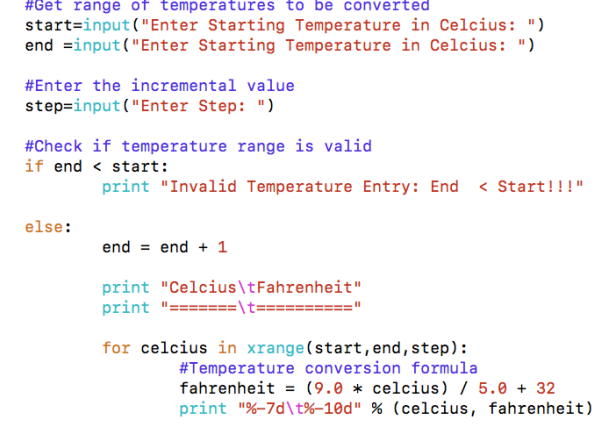 #Get range of temperatures to be converted
start=input("Enter Starting Temperature in Celcius: ")
end =input("Enter Starting Temperature in Celcius: ")
#Enter the incremental value
step=input("Enter Step: ")
#Check if temperature range is valid
if end < start:
print "Invalid Temperature Entry: End  < Start!!!"
else:
end = end + 1
print "Celcius\tFahrenheit"
print "=======\t=========="
for celcius in xrange(start,end,step):
#Temperature conversion formula
fahrenheit = (9.0 * celcius) / 5.0 + 32
print "%-7d\t%-10d" % (celcius, fahrenheit)